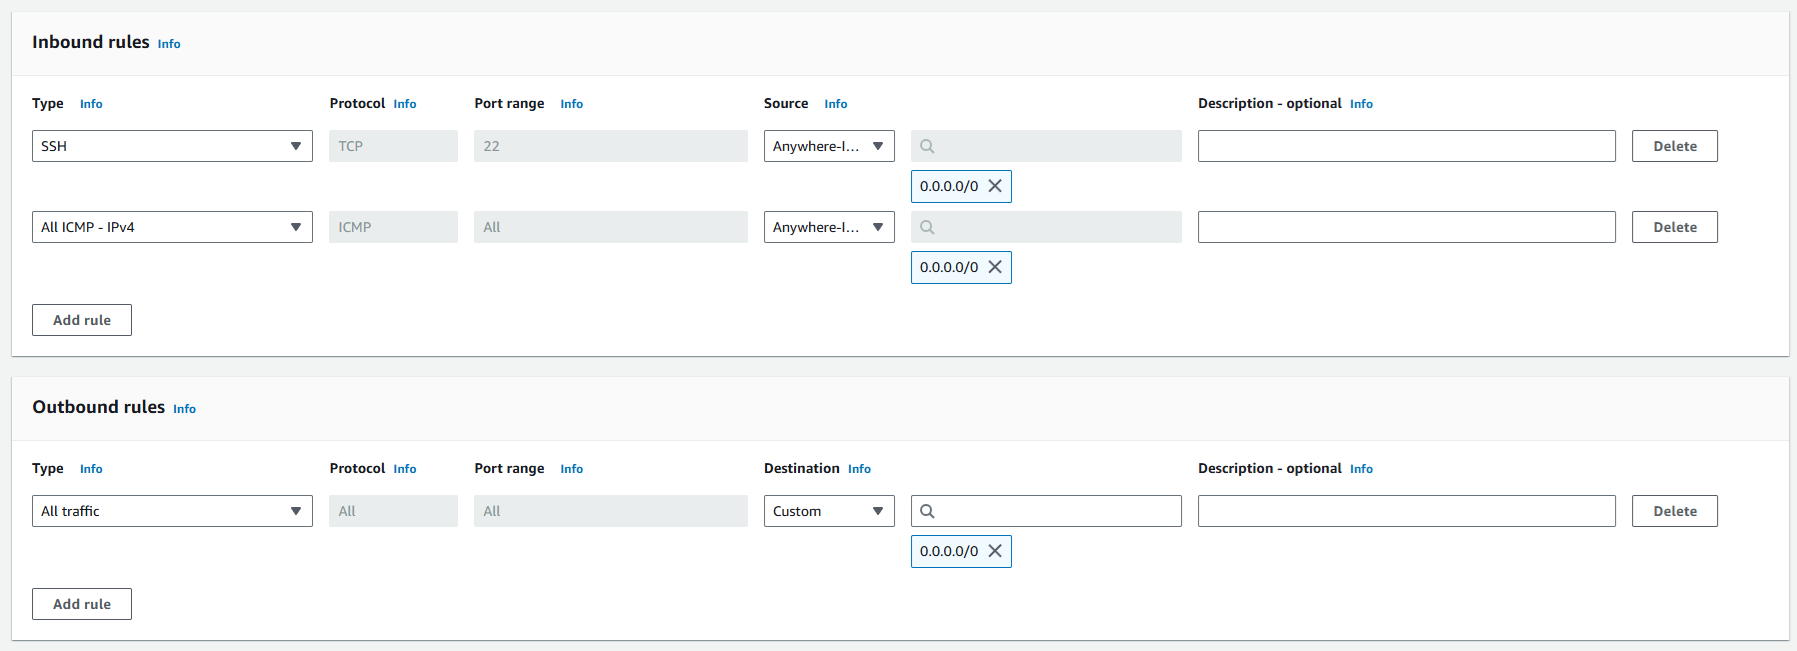 Inbound rules Info
Type Info Protocol Info Port range Info Source Info Description - optional Info
SSH TCP 22 Anywhere-I... Delete
0.0.0.0/0
All ICMP - IPv4 ICMP All Anywhere-I... Delete
0.0.0.0/0
Add rule
Outbound rules Info
Type Info Protocol Info Port range Info Destination Info Description - optional Info
All traffic All All Custom Delete
0.0.0.0/0
Add rule